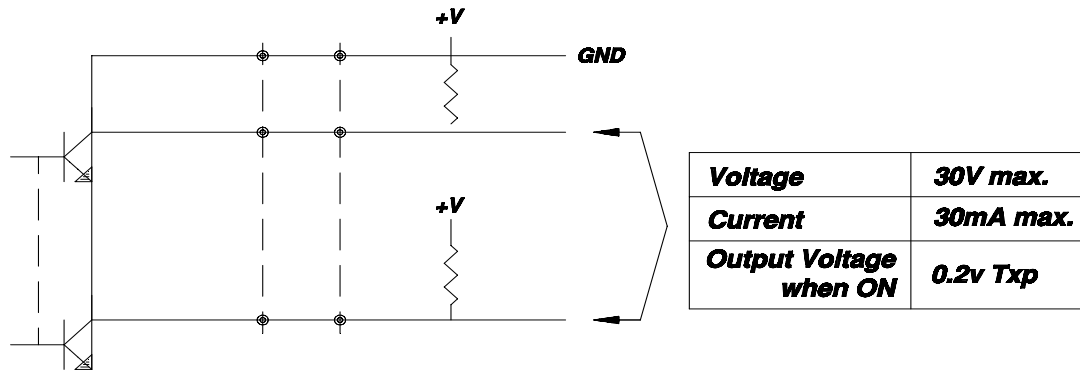 +V
GND
+V
Voltage 30V max.
Current 30mA max.
Output Voltage
when ON 0.2v Txp